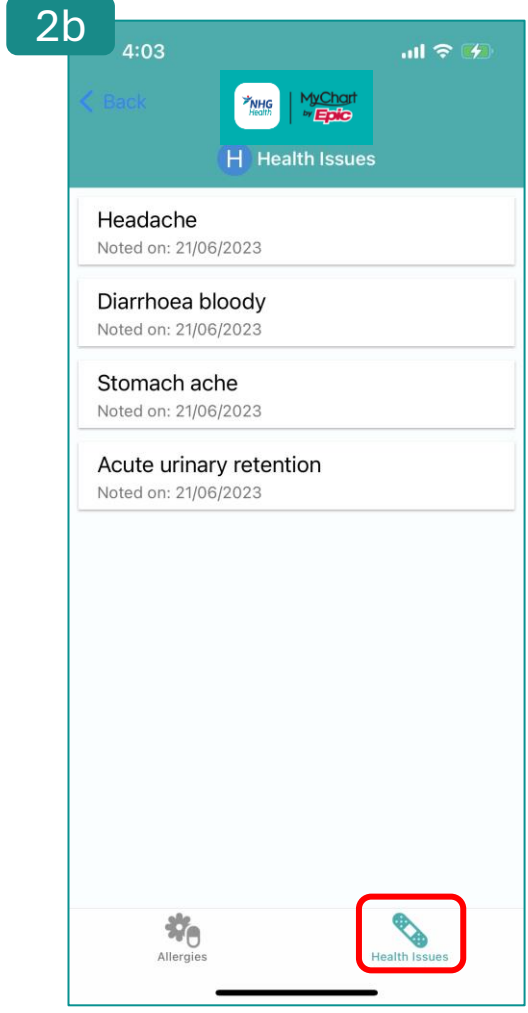 2b
4:03
Back
NHG Health
MyChart by Epic
H Health Issues
Headache
Noted on: 21/06/2023
Diarrhoea bloody
Noted on: 21/06/2023
Stomach ache
Noted on: 21/06/2023
Acute urinary retention
Noted on: 21/06/2023
Allergies
Health Issues